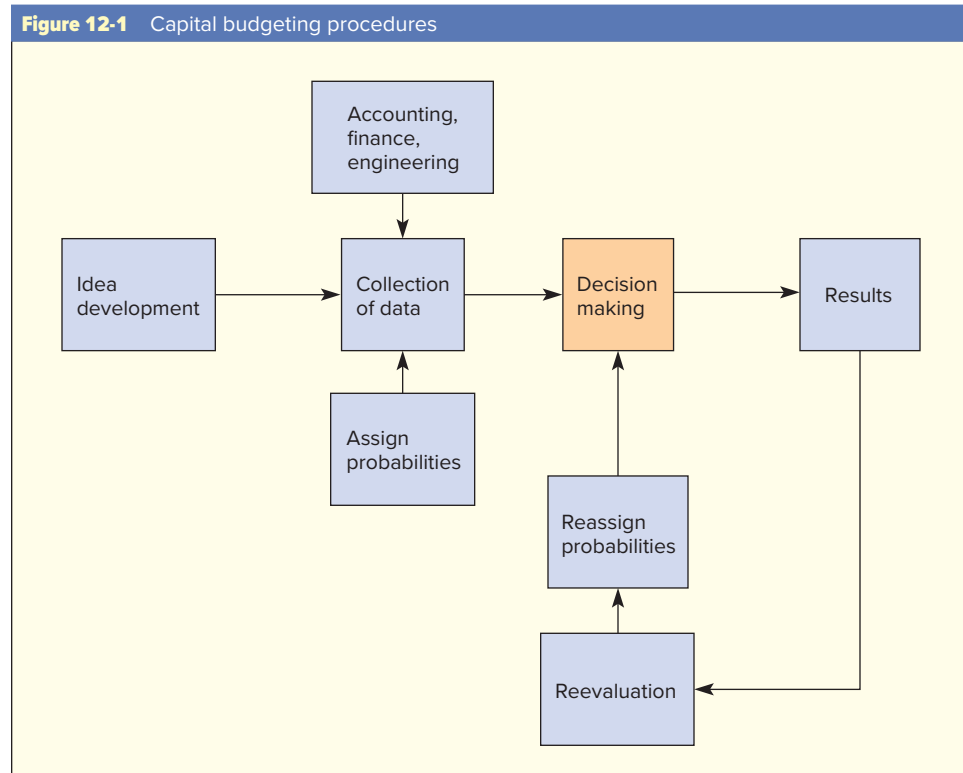 Figure 12-1 Capital budgeting procedures
Accounting,
finance,
engineering
Idea
development
Collection
of data
Decision
making
Results
Assign
probabilities
Reassign
probabilities
Reevaluation